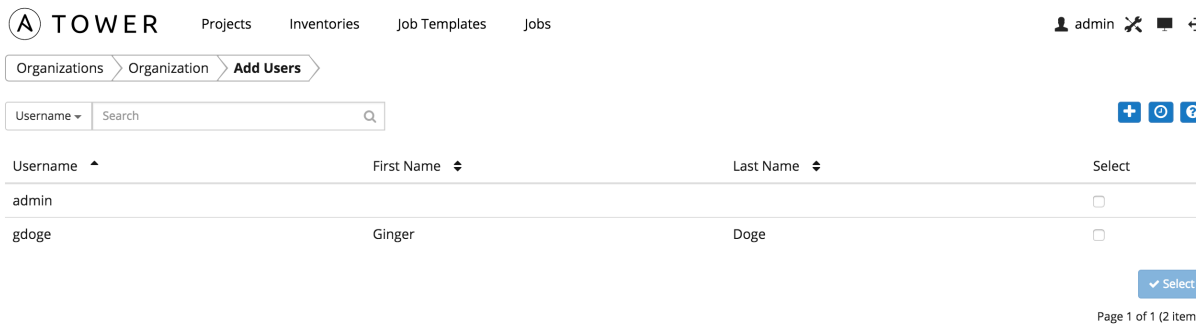 A TOWER Projects Inventories Job Templates Jobs admin
Organizations Organization Add Users
Username Search
Username First Name Last Name Select
admin
gdoge Ginger Doge
Select
Page 1 of 1 (2 item